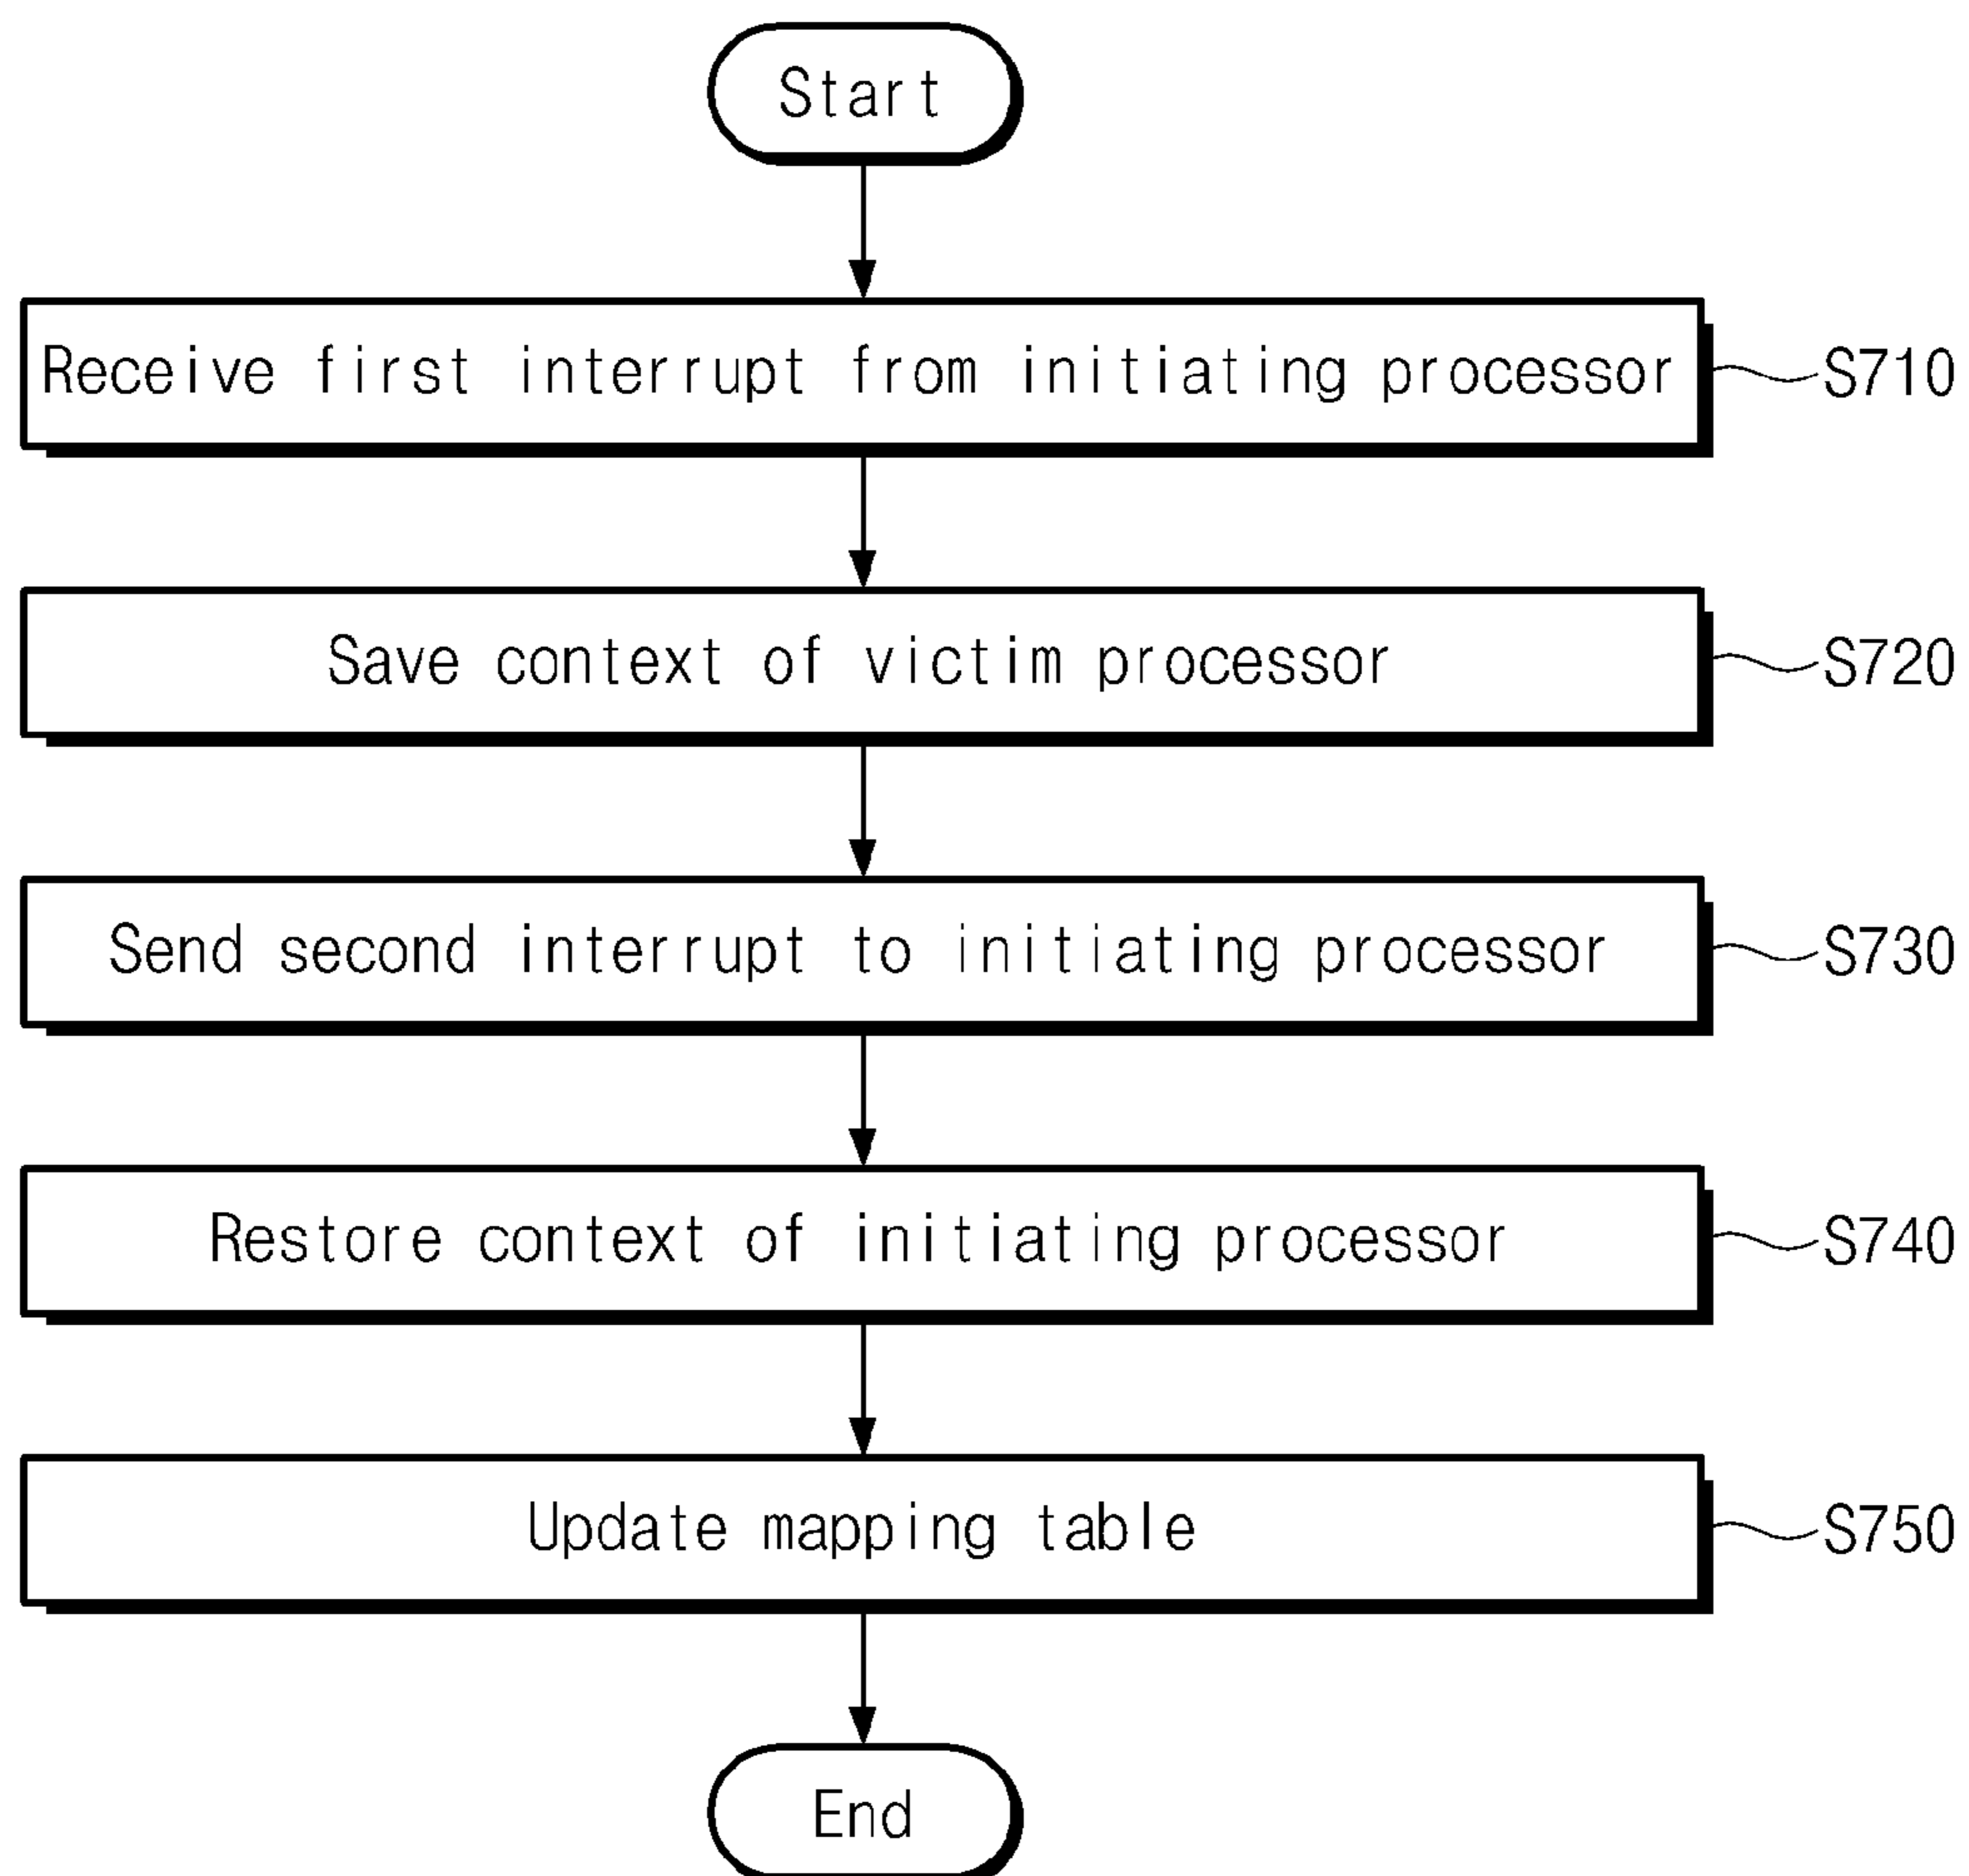 Start
Receive first interrupt from initiating processor S710
Save context of victim processor S720
Send second interrupt to initiating processor S730
Restore context of initiating processor S740
Update mapping table S750
End